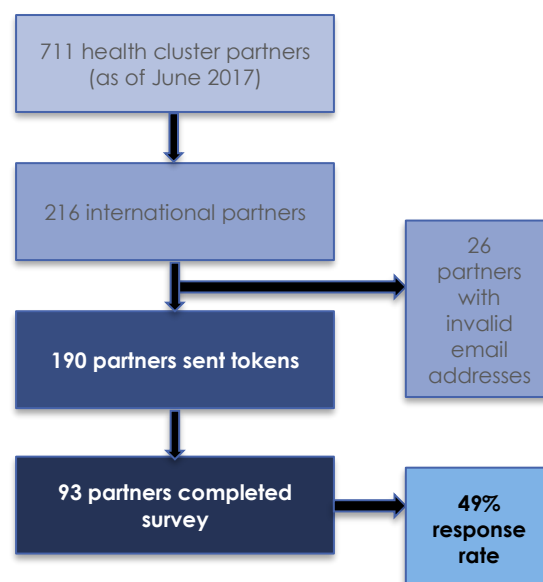 711 health cluster partners
(as of June 2017)
216 international partners
26
partners
with
invalid
email
addresses
190 partners sent tokens
93 partners completed
survey
49%
response
rate